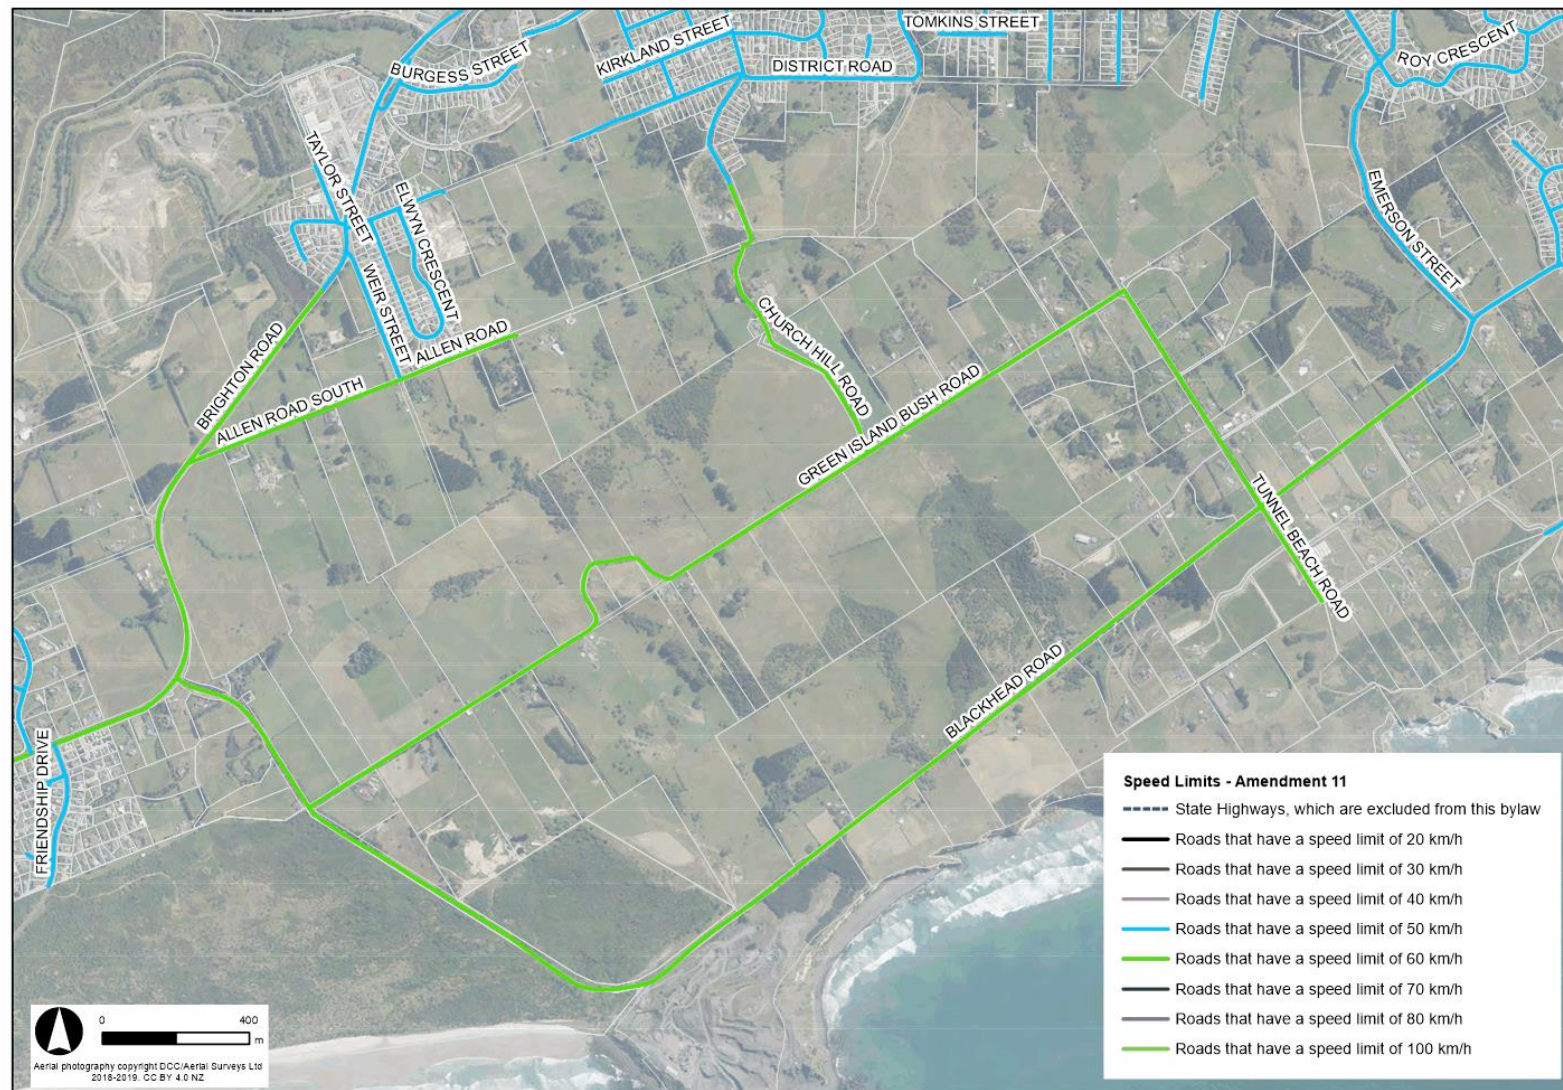 TOMKINS STREET
KIRKLAND STREET
ROY CRESCENT
BURGESS STREET
DISTRICT ROAD
TAYLOR STREET
ELWYN CRESCENT
EMERSON STREET
WEIR STREET
BRIGHTON ROAD
ALLEN ROAD
CHURCH HILL ROAD
ALLEN ROAD SOUTH
GREEN ISLAND BUSH ROAD
TUNNEL BEACH ROAD
BLACKHEAD ROAD
FRIENDSHIP DRIVE
Speed Limits - Amendment 11
State Highways, which are excluded from this bylaw
Roads that have a speed limit of 20 km/h
Roads that have a speed limit of 30 km/h
Roads that have a speed limit of 40 km/h
Roads that have a speed limit of 50 km/h
Roads that have a speed limit of 60 km/h
Roads that have a speed limit of 70 km/h
Roads that have a speed limit of 80 km/h
Roads that have a speed limit of 100 km/h
0 400
m
Aerial photography copyright DCC/Aerial Surveys Ltd
2018-2019. CC BY 4.0 NZ